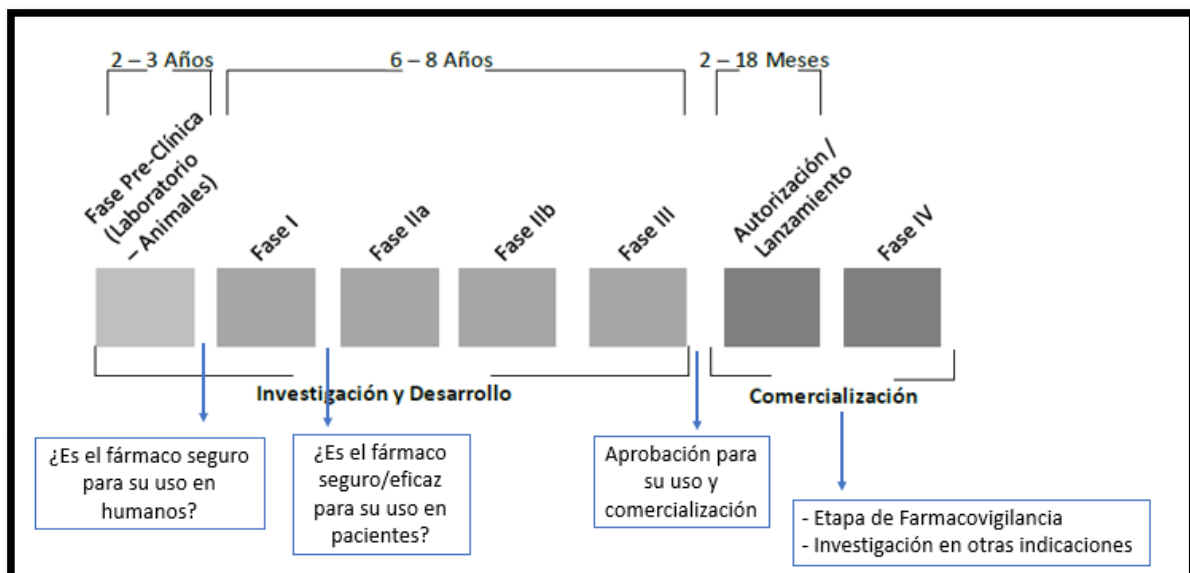 2 – 3 Años
6 – 8 Años
2 – 18 Meses
Fase Pre-Clínica
(Laboratorio
– Animales)
Fase I
Fase IIa
Fase IIb
Fase III
Autorización/
Lanzamiento
Fase IV
Investigación y Desarrollo
Comercialización
¿Es el fármaco seguro
para su uso en
humanos?
¿Es el fármaco
seguro/eficaz
para su uso en
pacientes?
Aprobación para
su uso y
comercialización
- Etapa de Farmacovigilancia
- Investigación en otras indicaciones